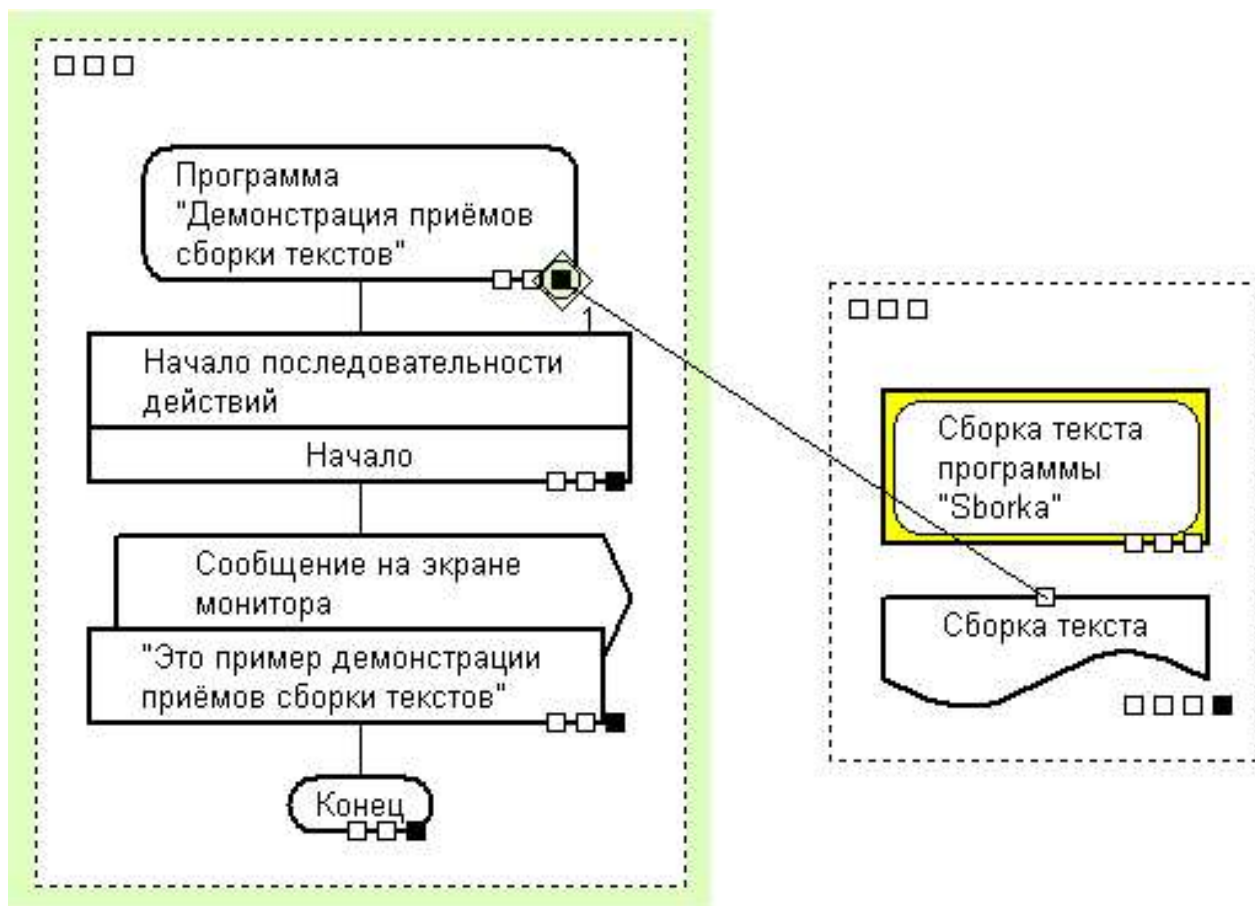 Программа
"Демонстрация приёмов
сборки текстов"
1
Начало последовательности
действий
Начало
Сообщение на экране
монитора
"Это пример демонстрации
приёмов сборки текстов"
Конец
Сборка текста
программы
"Sborka"
Сборка текста